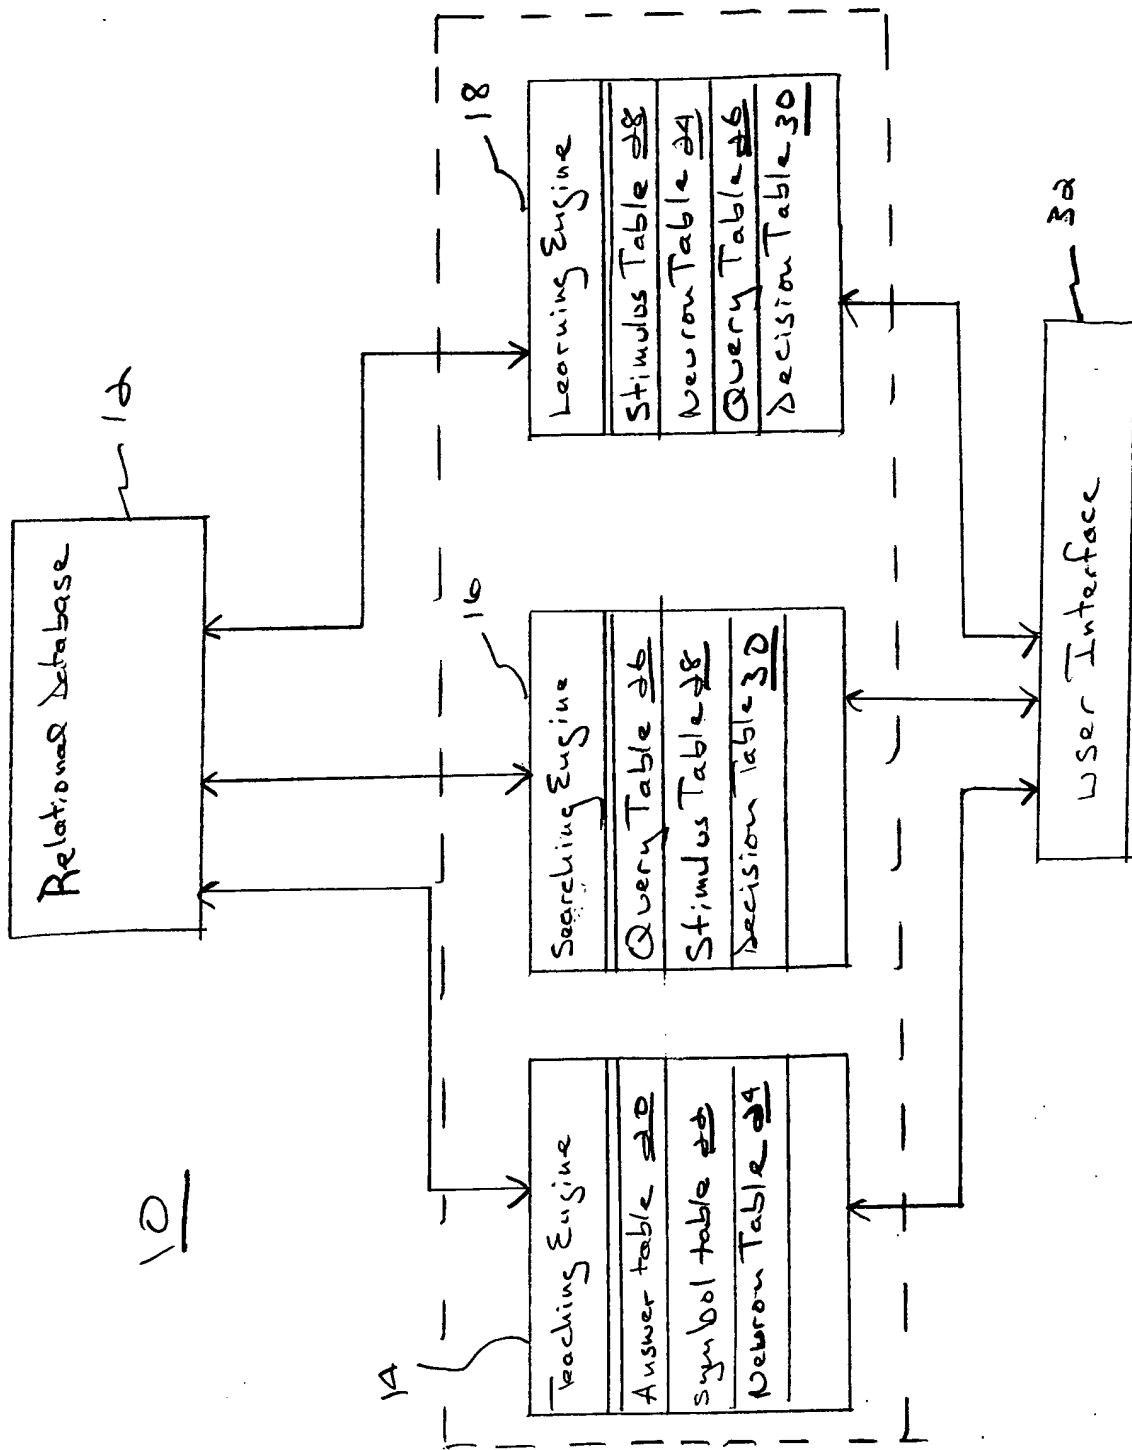 10
Relational Database
12
14
Teaching Engine
Answer table 20
Symbol table 22
Neuron Table 24
16
Searching Engine
Query Table 26
Stimulus Table 28
Decision Table 30
18
Learning Engine
Stimulus Table 28
Neuron Table 24
Query Table 26
Decision Table 30
User Interface
32